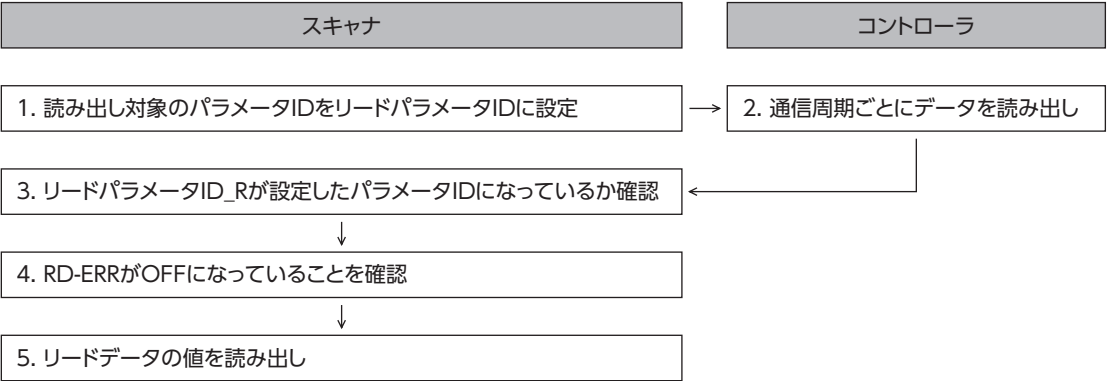 スキャナ
コントローラ
1. 読み出し対象のパラメータIDをリードパラメータIDに設定
2. 通信周期ごとにデータを読み出し
3. リードパラメータID_Rが設定したパラメータIDになっているか確認
4. RD-ERRがOFFになっていることを確認
5. リードデータの値を読み出し